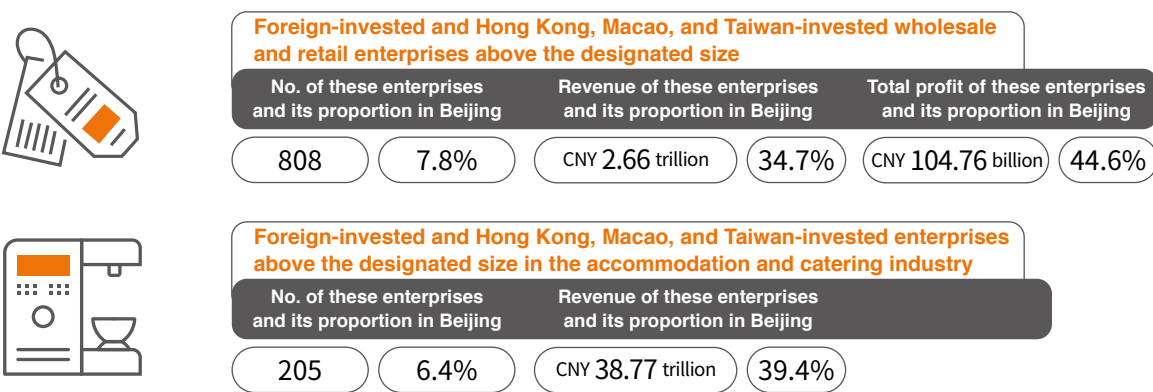 Foreign-invested and Hong Kong, Macao, and Taiwan-invested wholesale
and retail enterprises above the designated size
No. of these enterprises
and its proportion in Beijing
Revenue of these enterprises
and its proportion in Beijing
Total profit of these enterprises
and its proportion in Beijing
808 7.8% CNY 2.66 trillion 34.7% CNY 104.76 billion 44.6%
Foreign-invested and Hong Kong, Macao, and Taiwan-invested enterprises
above the designated size in the accommodation and catering industry
No. of these enterprises
and its proportion in Beijing
Revenue of these enterprises
and its proportion in Beijing
205 6.4% CNY 38.77 trillion 39.4%